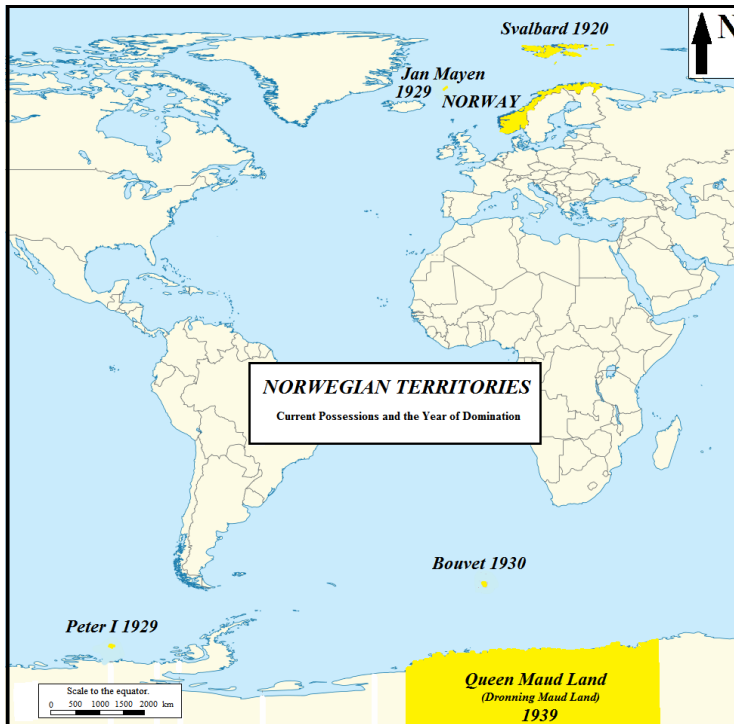 Svalbard 1920
N
Jan Mayen
1929
NORWAY
NORWEGIAN TERRITORIES
Current Possessions and the Year of Domination
Bouvet 1930
Peter I 1929
Queen Maud Land
(Dronning Maud Land)
1939
Scale to the equator.
0 500 1000 1500 2000 km